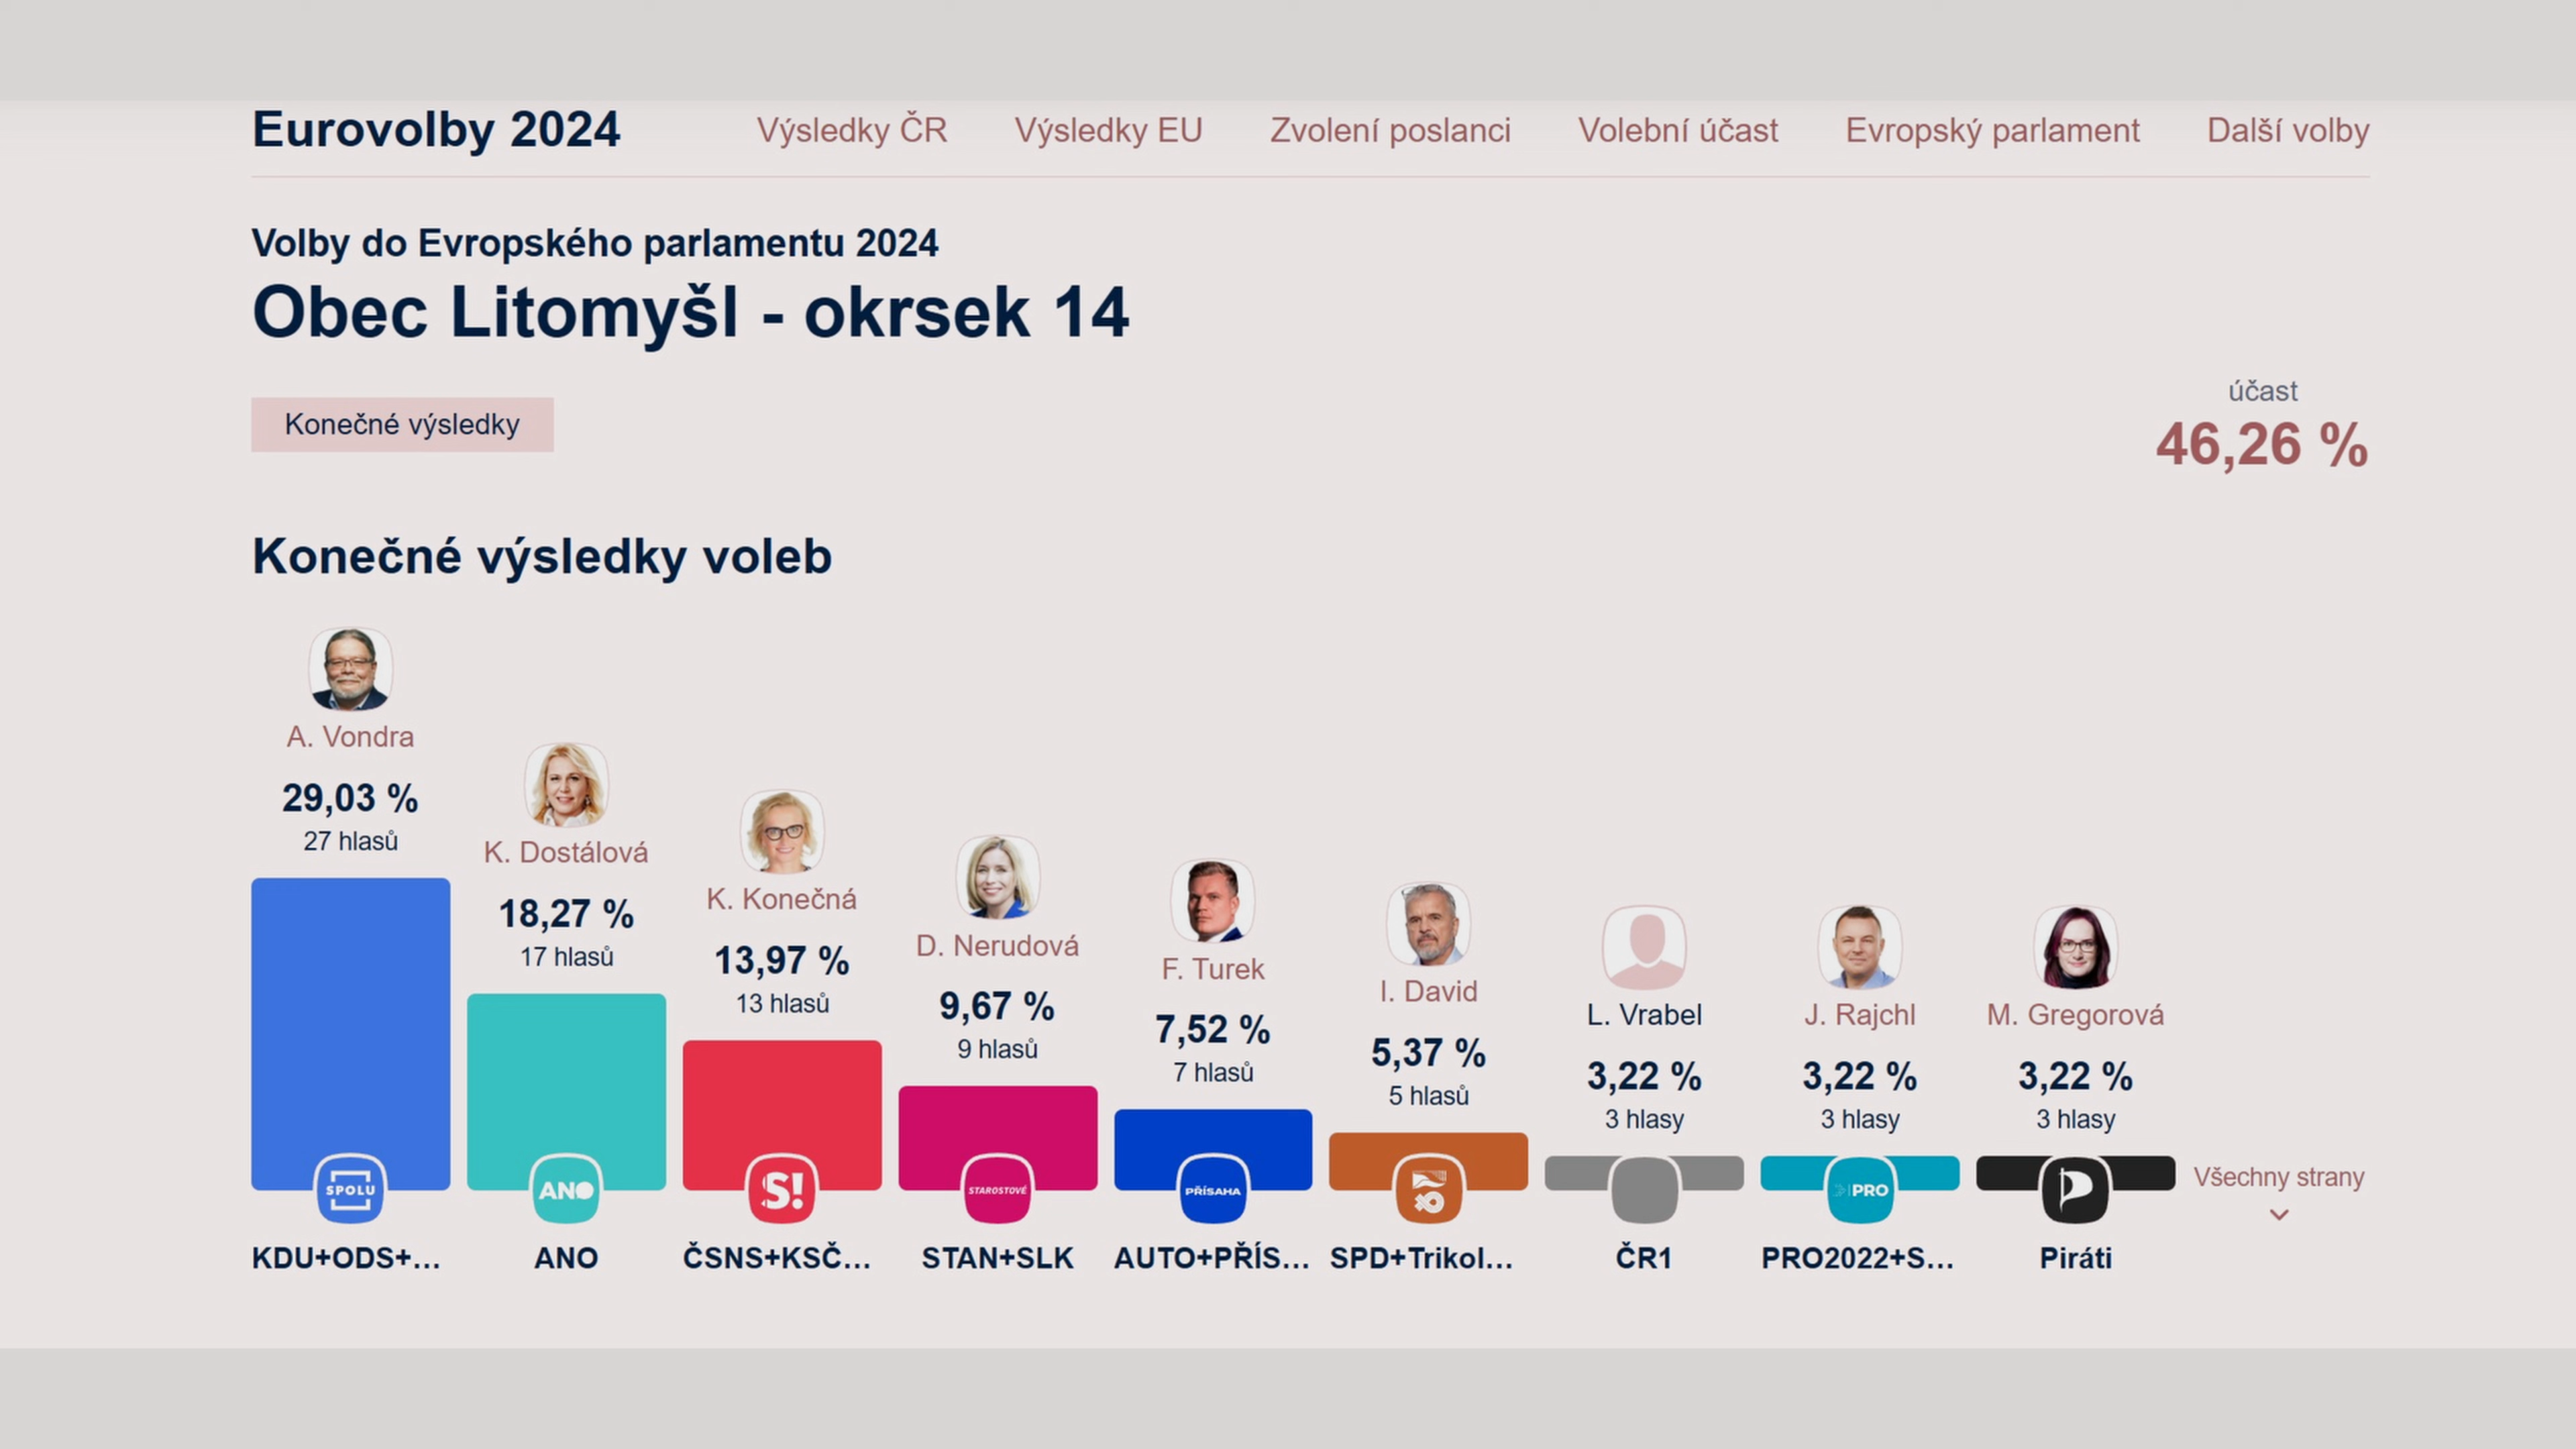 Eurovolby 2024
Výsledky ČR
Výsledky EU
Zvolení poslanci
Volební účast
Evropský parlament
Další volby
Volby do Evropského parlamentu 2024
Obec Litomyšl - okrsek 14
Konečné výsledky
účast
46,26 %
Konečné výsledky voleb
A. Vondra
29,03 %
27 hlasů
SPOLU
KDU+ODS+...
K. Dostálová
18,27 %
17 hlasů
ANO
ANO
K. Konečná
13,97 %
13 hlasů
S!
ČSNS+KSČ...
D. Nerudová
9,67 %
9 hlasů
STAROSTOVÉ
STAN+SLK
F. Turek
7,52 %
7 hlasů
PŘÍSAHA
AUTO+PŘÍS...
I. David
5,37 %
5 hlasů
SPD+Trikol...
L. Vrabel
3,22 %
3 hlasy
ČR1
J. Rajchl
3,22 %
3 hlasy
PRO
PRO2022+S...
M. Gregorová
3,22 %
3 hlasy
Piráti
Všechny strany